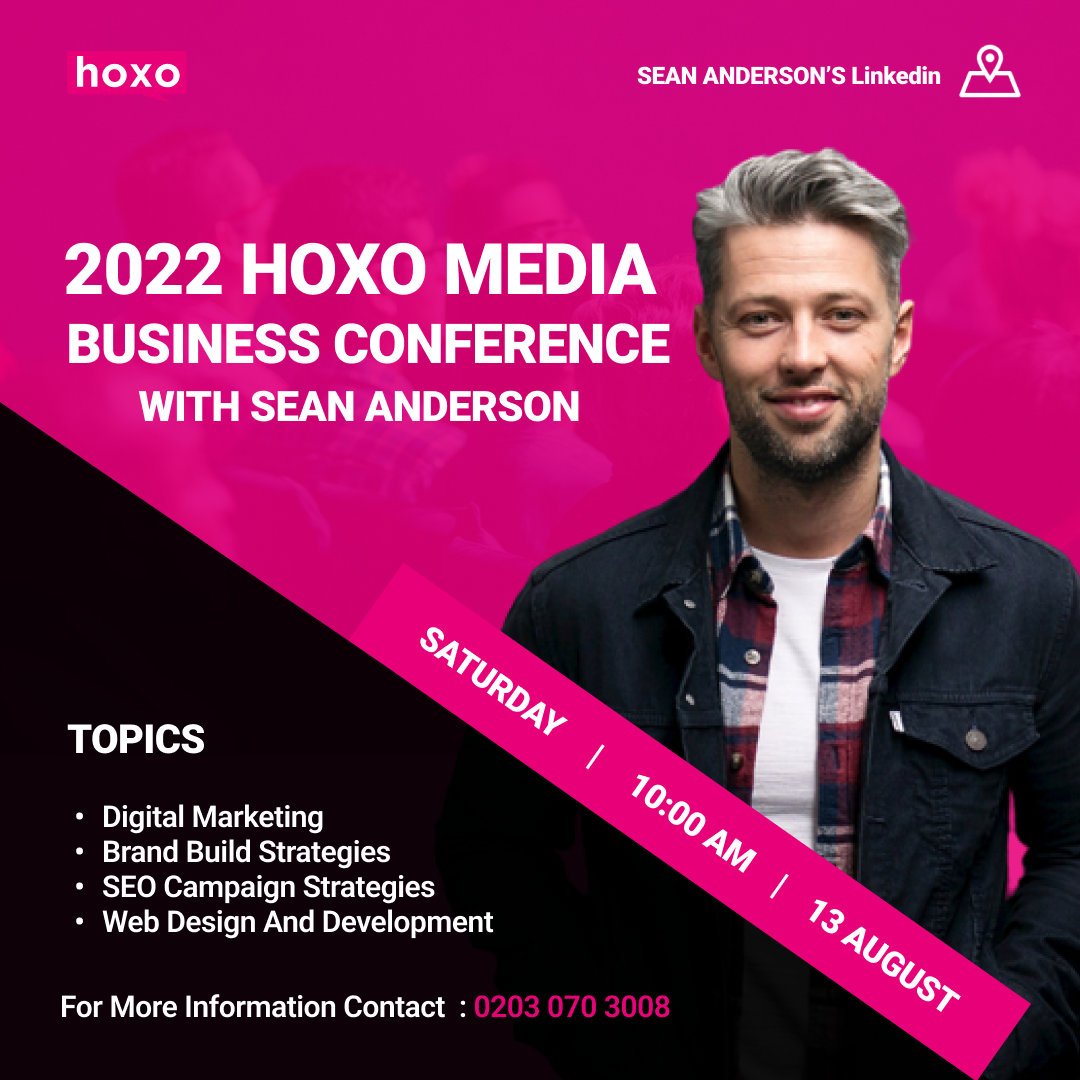 hoxo
SEAN ANDERSON’S Linkedin
2022 HOXO MEDIA
BUSINESS CONFERENCE
WITH SEAN ANDERSON
SATURDAY | 10:00 AM | 13 AUGUST
TOPICS
• Digital Marketing
• Brand Build Strategies
• SEO Campaign Strategies
• Web Design And Development
For More Information Contact : 0203 070 3008